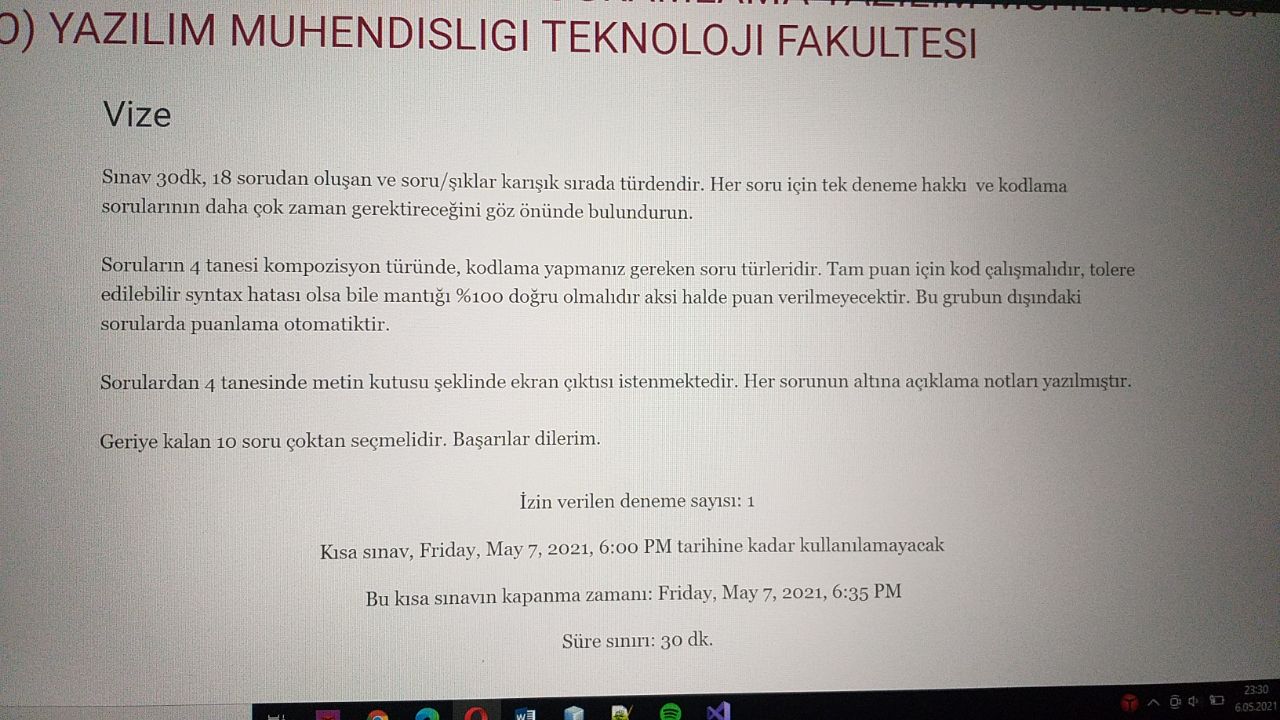 O) YAZILIM MUHENDISLIGI TEKNOLOJI FAKULTESI
Vize
Sınav 30dk, 18 sorudan oluşan ve soru/şıklar karışık sırada türdendir. Her soru için tek deneme hakkı ve kodlama
sorularının daha çok zaman gerektireceğini göz önünde bulundurun.
Soruların 4 tanesi kompozisyon türünde, kodlama yapmanız gereken soru türleridir. Tam puan için kod çalışmalıdır, tolere
edilebilir syntax hatası olsa bile mantığı %100 doğru olmalıdır aksi halde puan verilmeyecektir. Bu grubun dışındaki
sorularda puanlama otomatiktir.
Sorulardan 4 tanesinde metin kutusu şeklinde ekran çıktısı istenmektedir. Her sorunun altına açıklama notları yazılmıştır.
Geriye kalan 10 soru çoktan seçmelidir. Başarılar dilerim.
İzin verilen deneme sayısı: 1
Kısa sınav, Friday, May 7, 2021, 6:00 PM tarihine kadar kullanılamayacak
Bu kısa sınavın kapanma zamanı: Friday, May 7, 2021, 6:35 PM
Süre sınırı: 30 dk.
23:30
6.05.2021